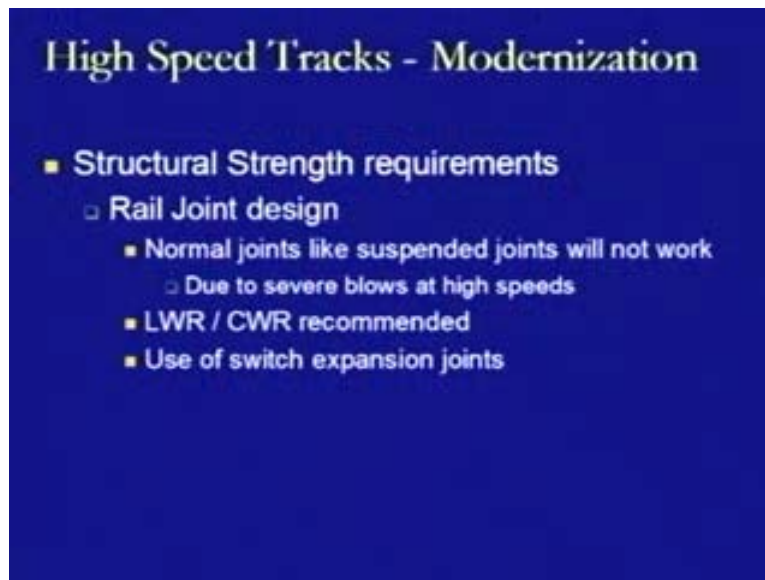 High Speed Tracks - Modernization
Structural Strength requirements
Rail Joint design
Normal joints like suspended joints will not work
Due to severe blows at high speeds
LWR / CWR recommended
Use of switch expansion joints